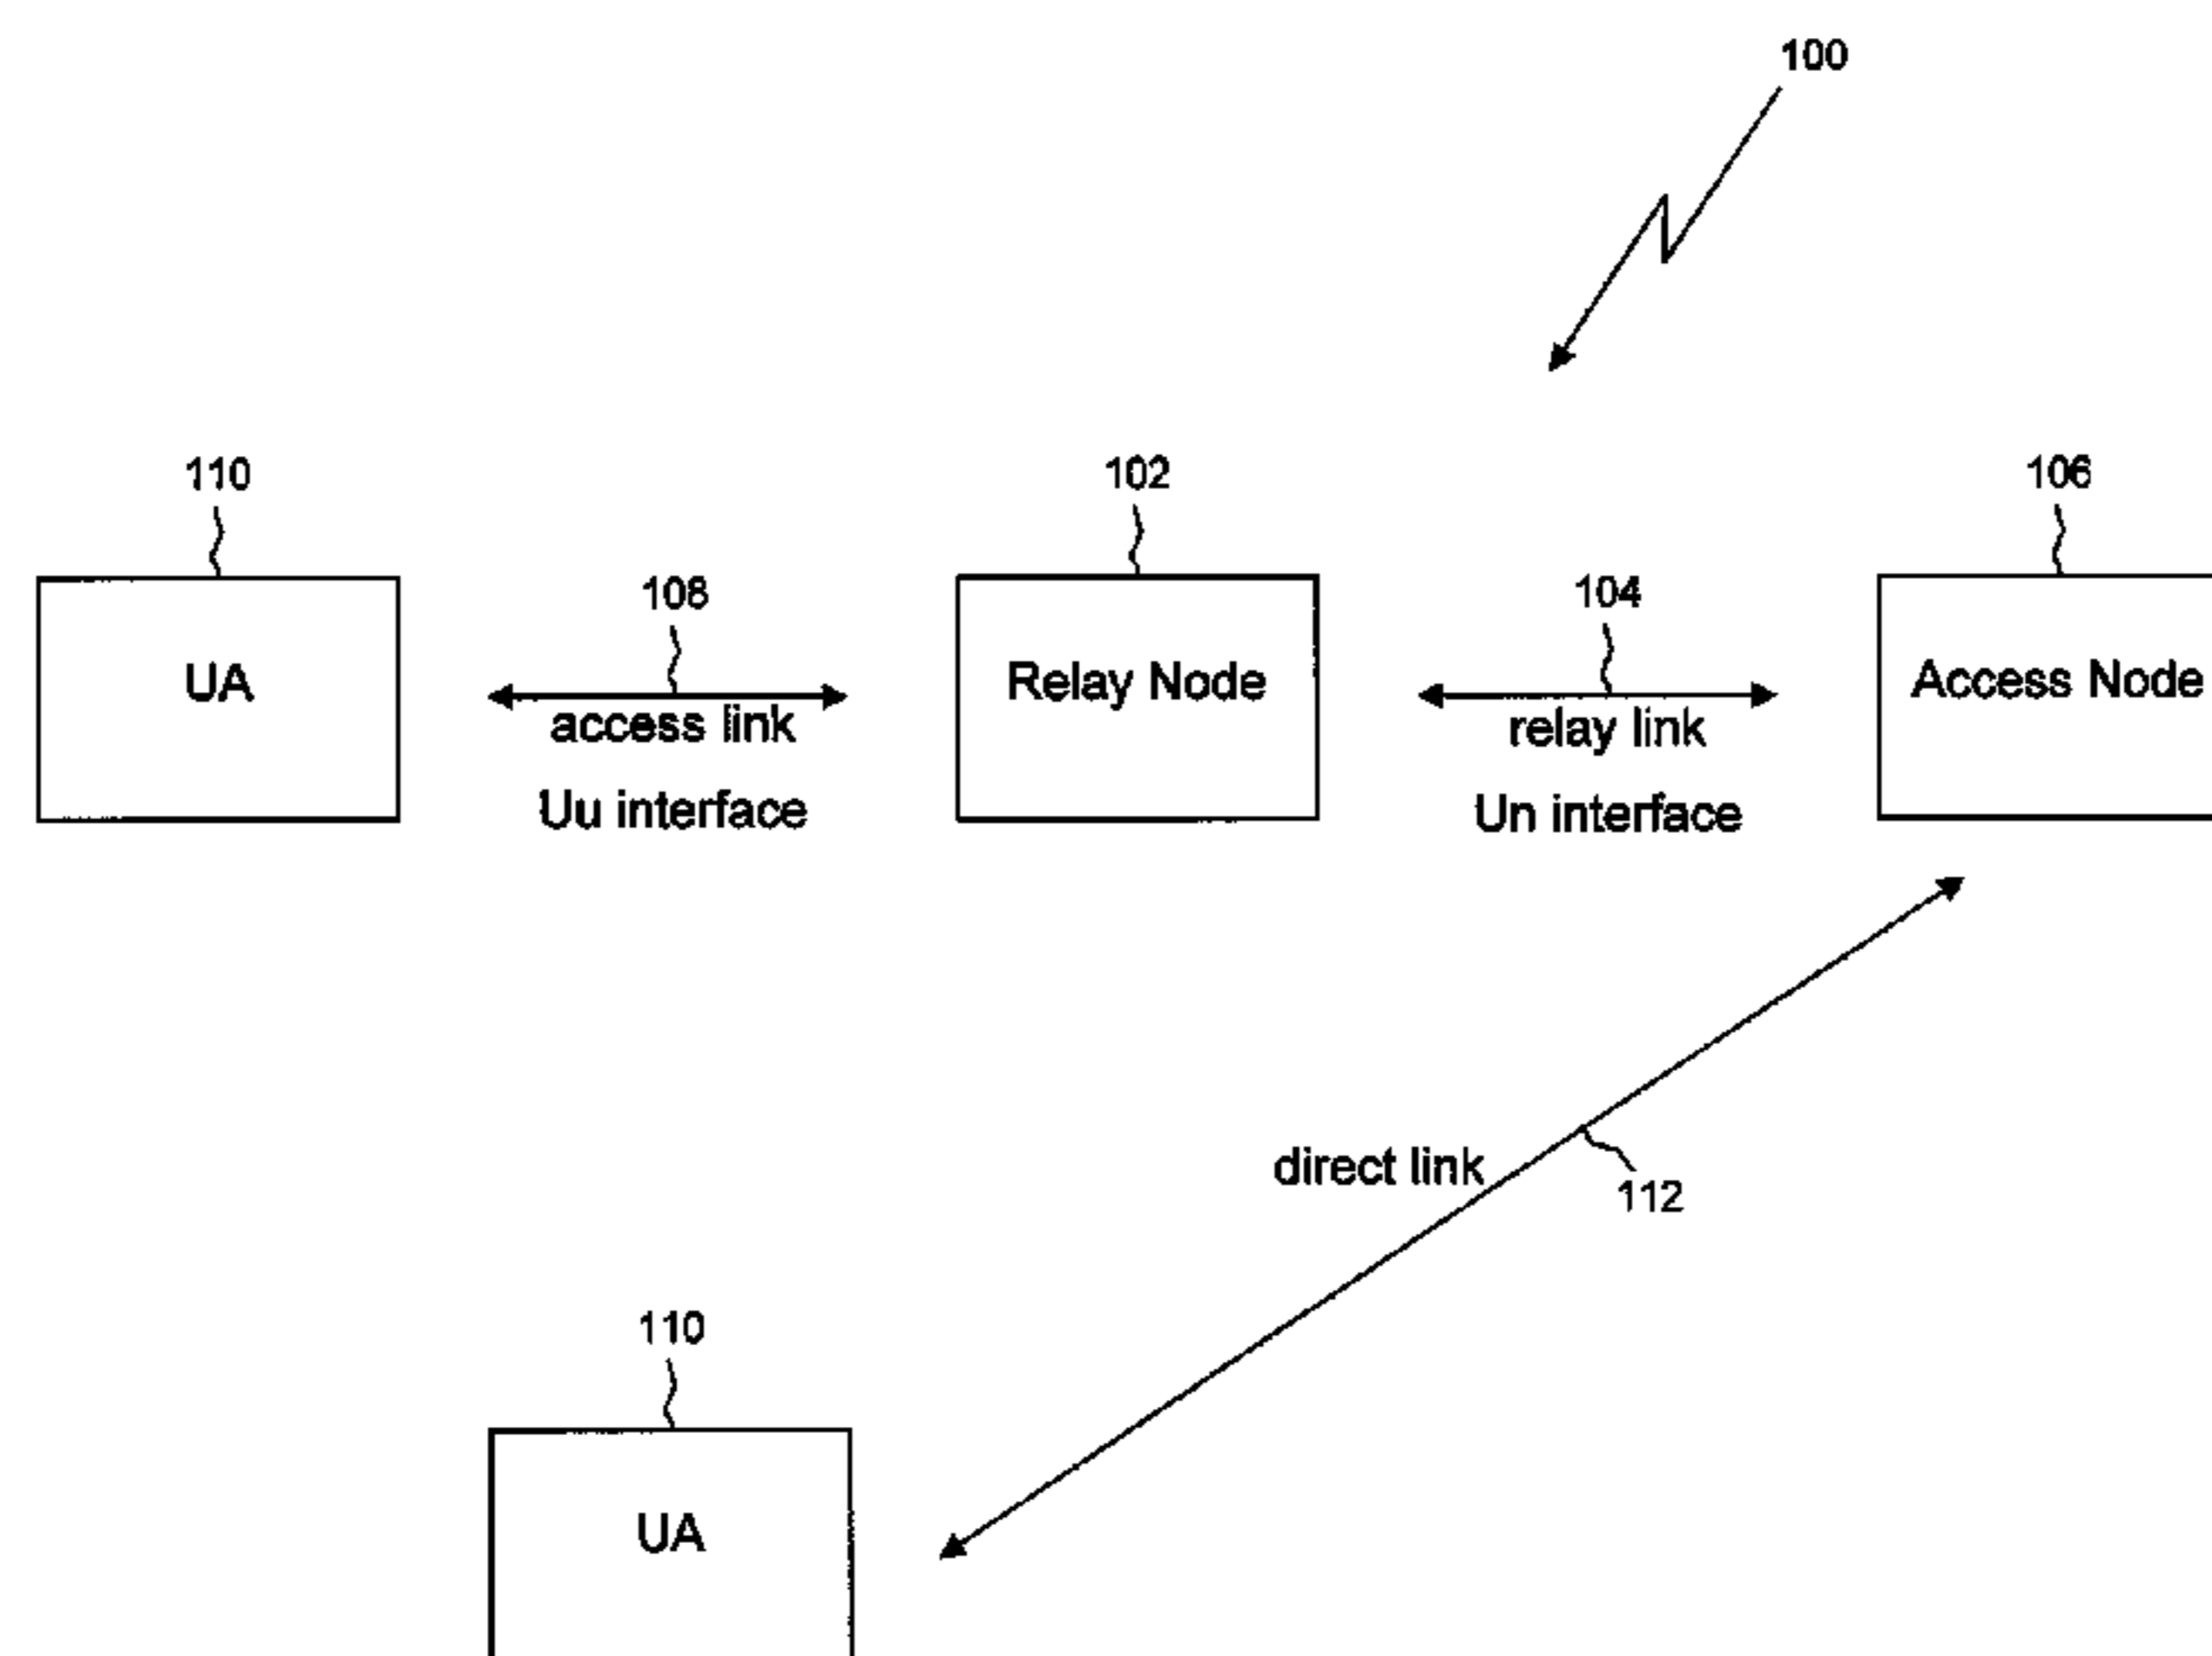 100
110
102
106
108
104
UA
Relay Node
Access Node
access link
relay link
Uu interface
Un interface
direct link
112
110
UA